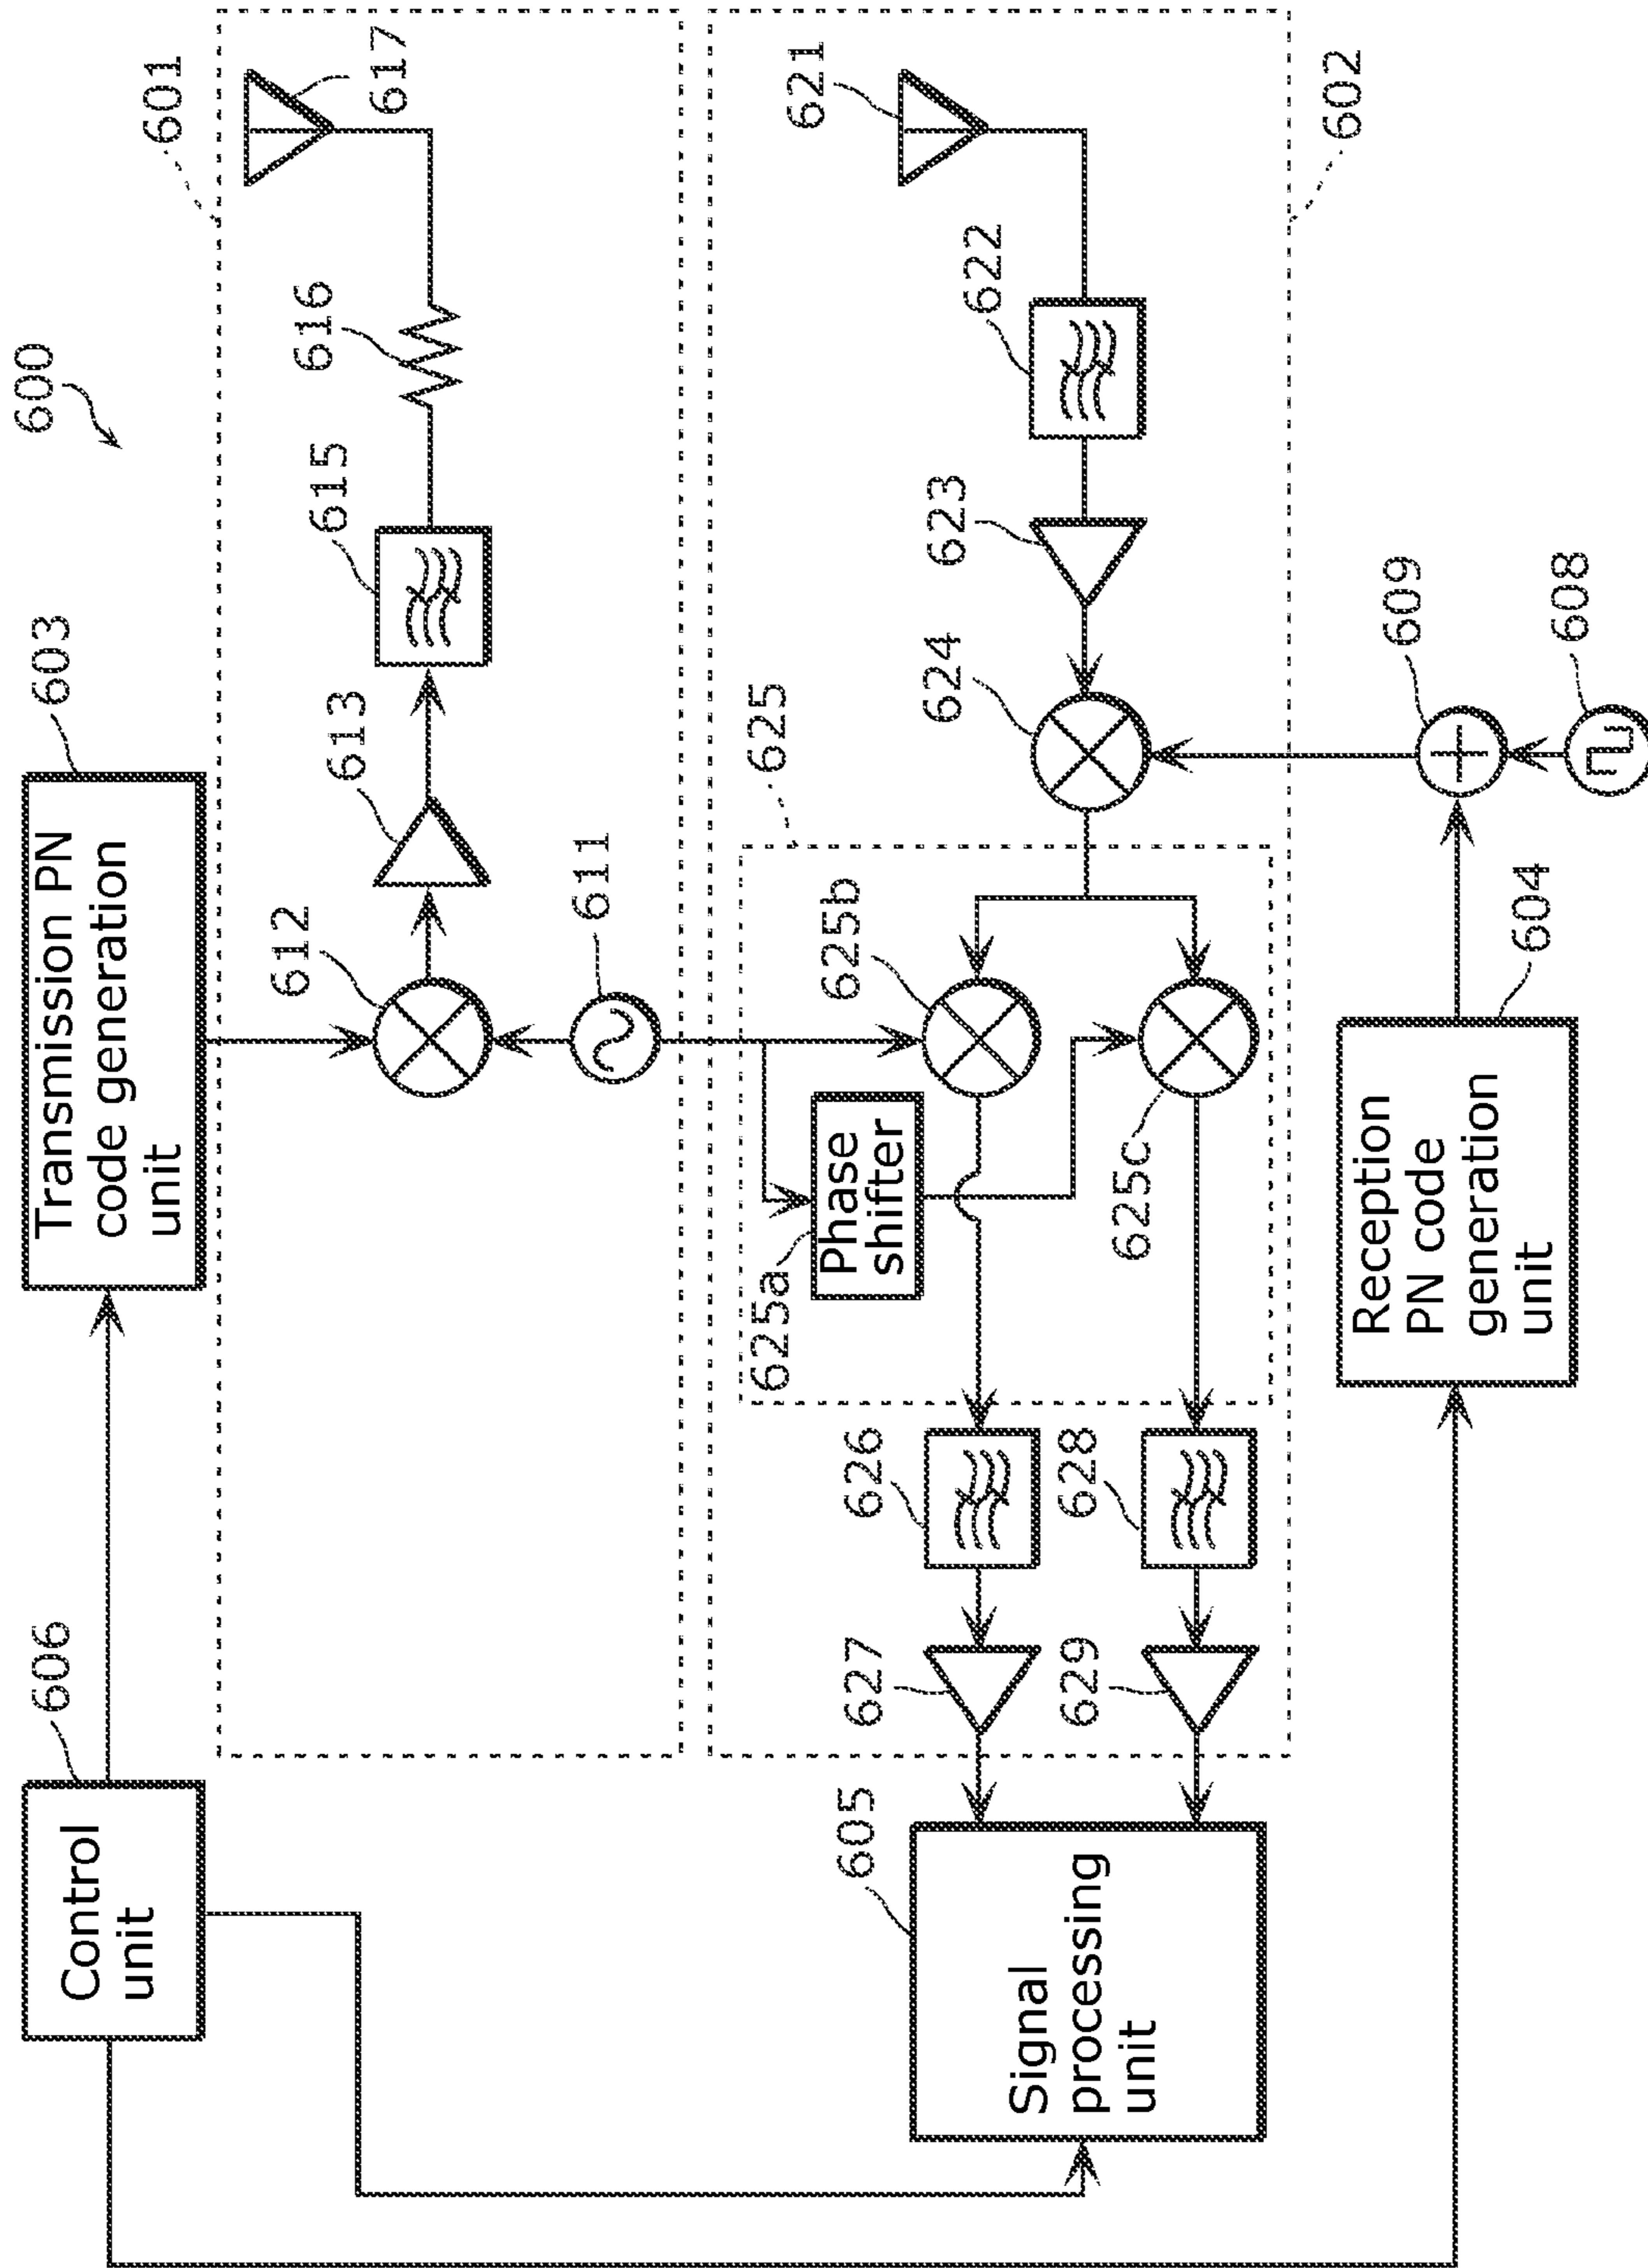 600
606
Control
unit
603
Transmission PN
code generation
unit
601
612
613
615
616
617
611
605
Signal
processing
unit
627
626
629
628
625a
Phase
shifter
625b
625c
625
624
623
622
621
602
604
Reception
PN code
generation
unit
609
608